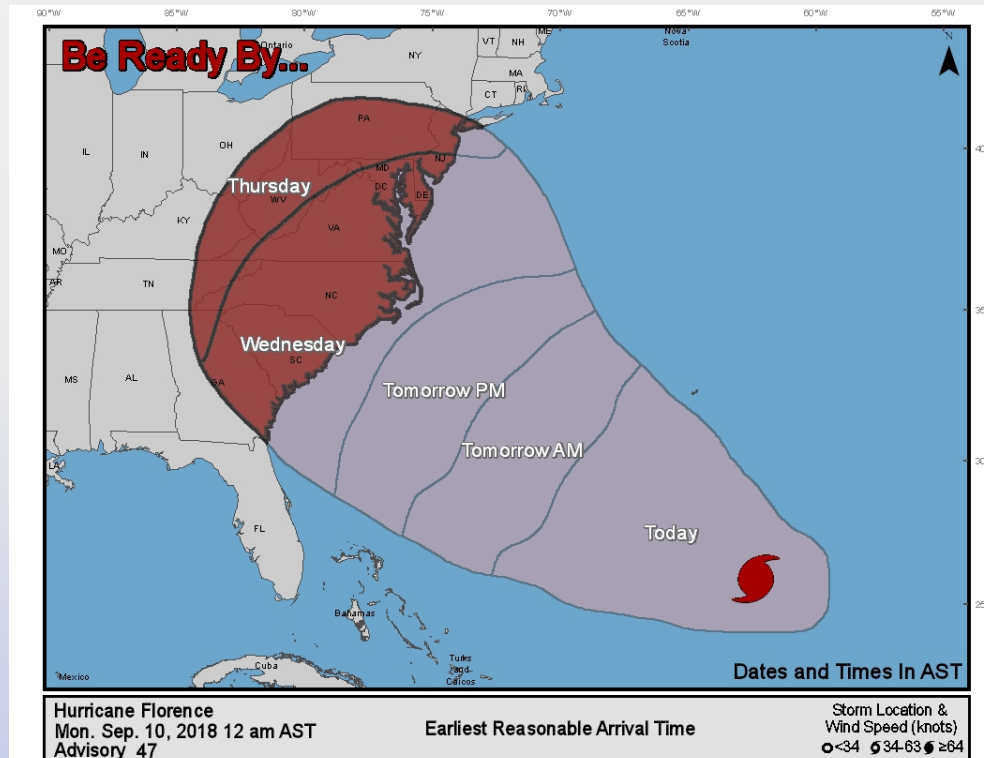 90°W 85°W 80°W 75°W 70°W 65°W 60°W 55°W
Be Ready By...
Ontario
NY
VT
NH
ME
Nova
Scotia
N
MA
CT
RI
PA
IL
IN
OH
NJ
40
Thursday
MD
DC
DE
WV
KY
VA
MO
AR
TN
NC
35
Wednesday
SC
MS
AL
GA
Tomorrow PM
Tomorrow AM
30
LA
FL
Today
25
Bahamas
Turks
and
Caicos
Cuba
Mexico
Dates and Times In AST
Hurricane Florence
Mon. Sep. 10, 2018 12 am AST
Advisory 47
Earliest Reasonable Arrival Time
Storm Location &
Wind Speed (knots)
<34 34-63 ≥64